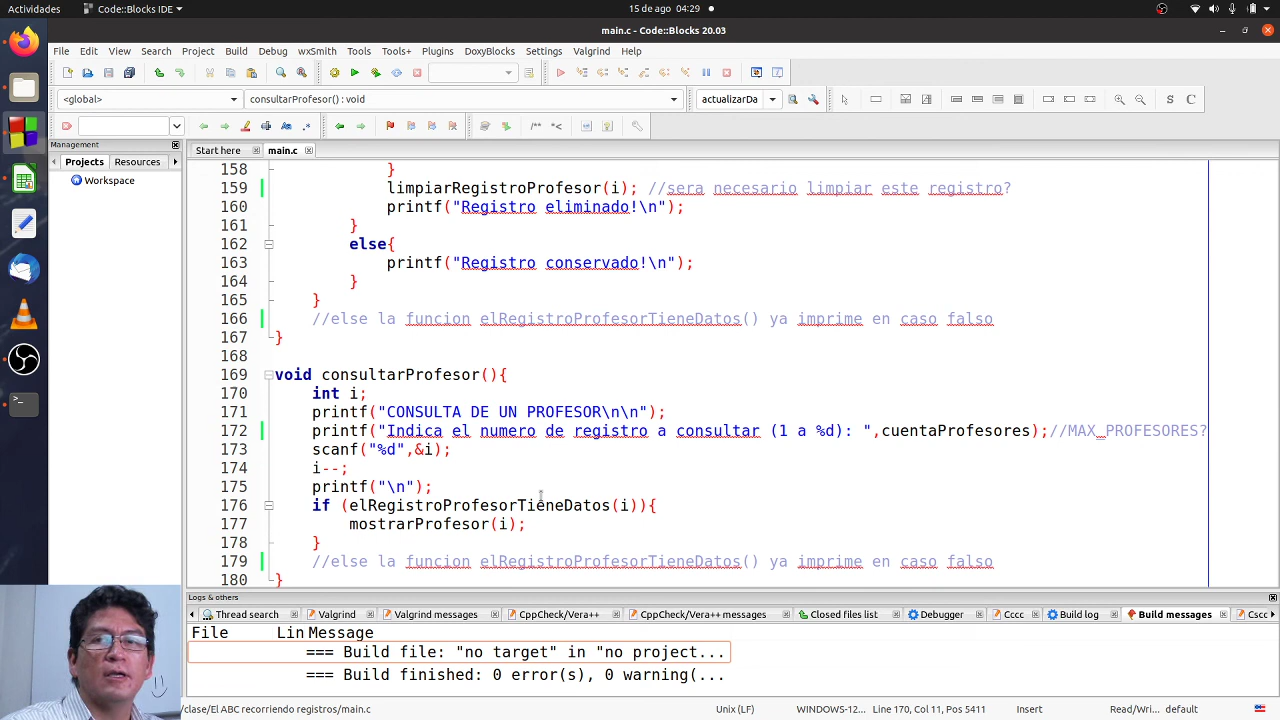 Actividades
Code::Blocks IDE
15 de ago 04:29
main.c - Code::Blocks 20.03
File Edit View Search Project Build Debug wxSmith Tools Tools+ Plugins DoxyBlocks Settings Valgrind Help
<global>
consultarProfesor() : void
actualizarDa
S C
/** *<
Management
Projects Resources
Workspace
Start here
main.c
158 }
159 limpiarRegistroProfesor(i); //sera necesario limpiar este registro?
160 printf("Registro eliminado!\n");
161 }
162 else{
163 printf("Registro conservado!\n");
164 }
165 }
166 //else la funcion elRegistroProfesorTieneDatos() ya imprime en caso falso
167 }
168
169 void consultarProfesor(){
170 int i;
171 printf("CONSULTA DE UN PROFESOR\n\n");
172 printf("Indica el numero de registro a consultar (1 a %d): ",cuentaProfesores);//MAX_PROFESORES?
173 scanf("%d",&i);
174 i--;
175 printf("\n");
176 if (elRegistroProfesorTieneDatos(i)){
177 mostrarProfesor(i);
178 }
179 //else la funcion elRegistroProfesorTieneDatos() ya imprime en caso falso
180 }
Logs & others
Thread search Valgrind Valgrind messages CppCheck/Vera++ CppCheck/Vera++ messages Closed files list Debugger Cccc Build log Build messages Cscc
File Lin Message
=== Build file: "no target" in "no project...
=== Build finished: 0 error(s), 0 warning(...
/clase/El ABC recorriendo registros/main.c
Unix (LF)
WINDOWS-12...
Line 170, Col 11, Pos 5411
Insert
Read/Wri...
default